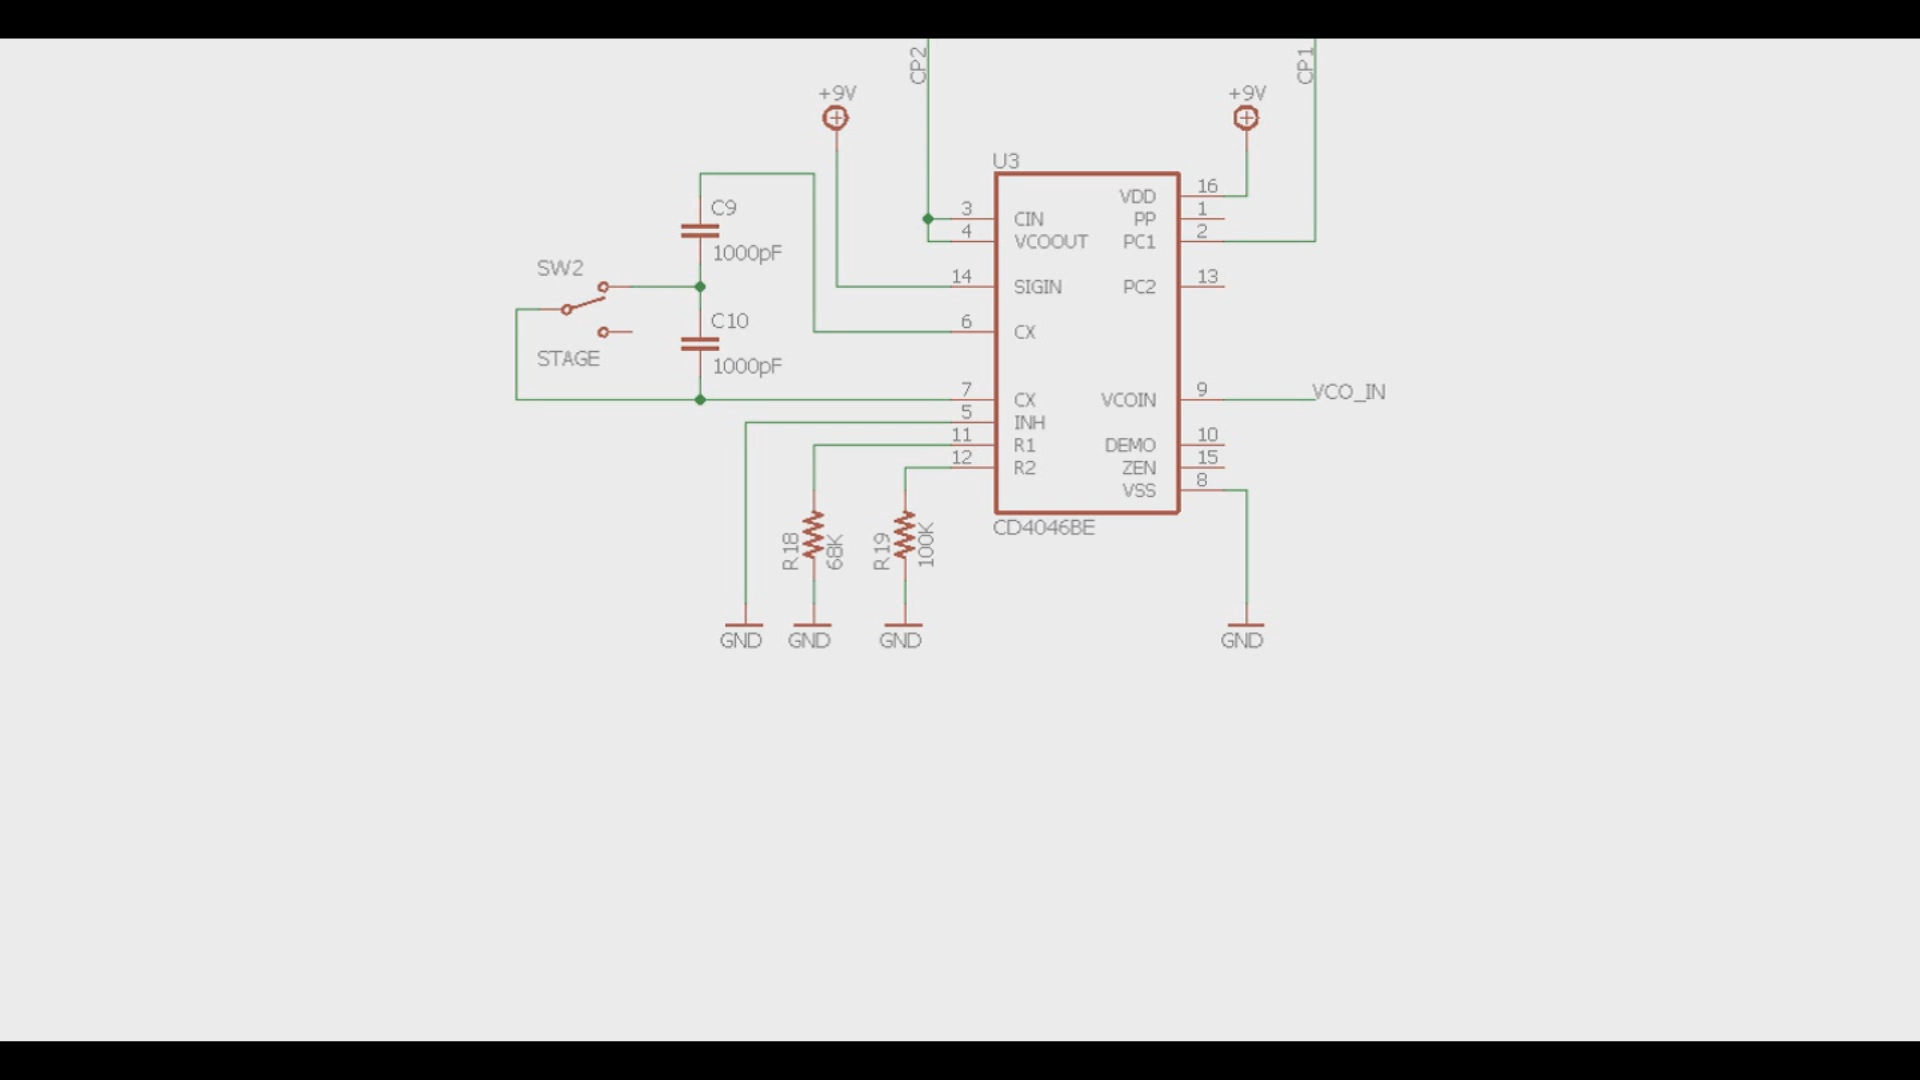 CP2
CP1
+9V
+9V
U3
C9
1000pF
SW2
STAGE
C10
1000pF
3 CIN
4 VCOOUT
14 SIGIN
6 CX
7 CX
5 INH
11 R1
12 R2
VDD 16
PP 1
PC1 2
PC2 13
VCOIN 9
VCO_IN
DEMO 10
ZEN 15
VSS 8
CD4046BE
R18
68K
R19
100K
GND
GND
GND
GND